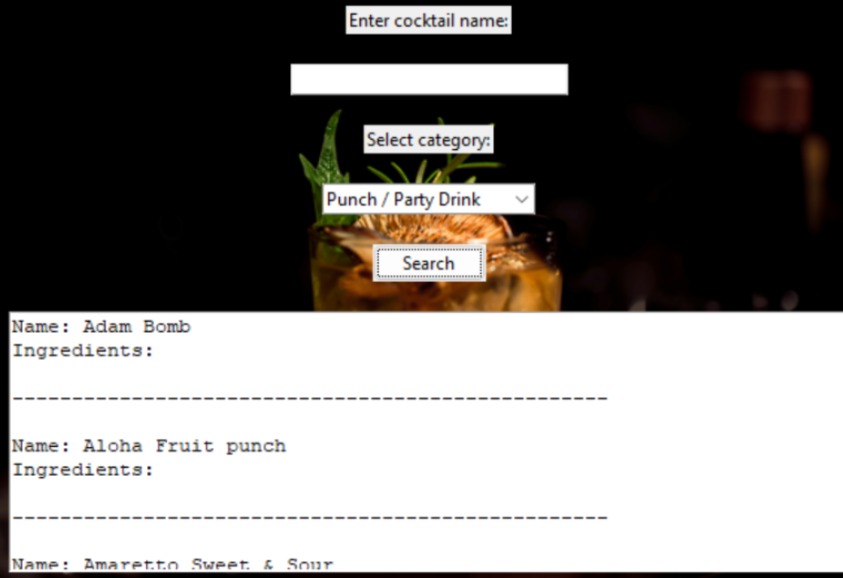 Enter cocktail name:
Select category:
Punch / Party Drink
Search
Name: Adam Bomb
Ingredients:
--------------------------------------------------
Name: Aloha Fruit punch
Ingredients:
--------------------------------------------------
Name: Amaretto Sweet & Sour